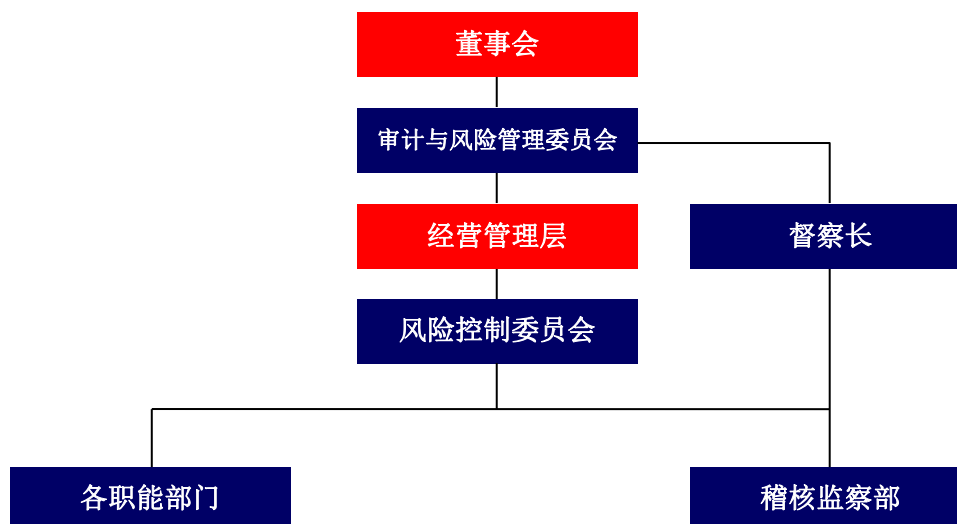 董事会
审计与风险管理委员会
经营管理层
督察长
风险控制委员会
各职能部门
稽核监察部